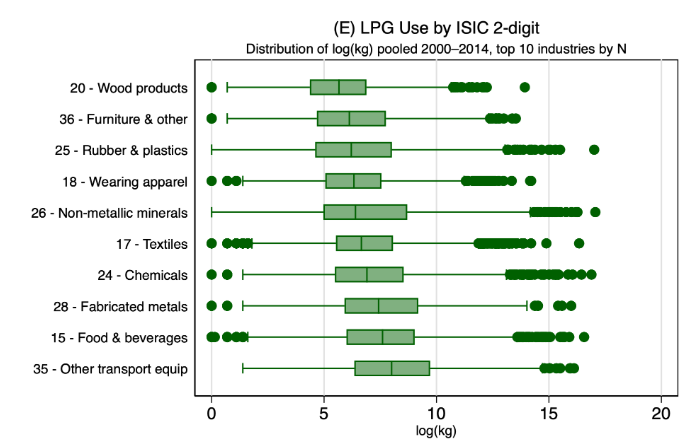 (E) LPG Use by ISIC 2-digit
Distribution of log(kg) pooled 2000–2014, top 10 industries by N
20 - Wood products
36 - Furniture & other
25 - Rubber & plastics
18 - Wearing apparel
26 - Non-metallic minerals
17 - Textiles
24 - Chemicals
28 - Fabricated metals
15 - Food & beverages
35 - Other transport equip
0 5 10 15 20
log(kg)